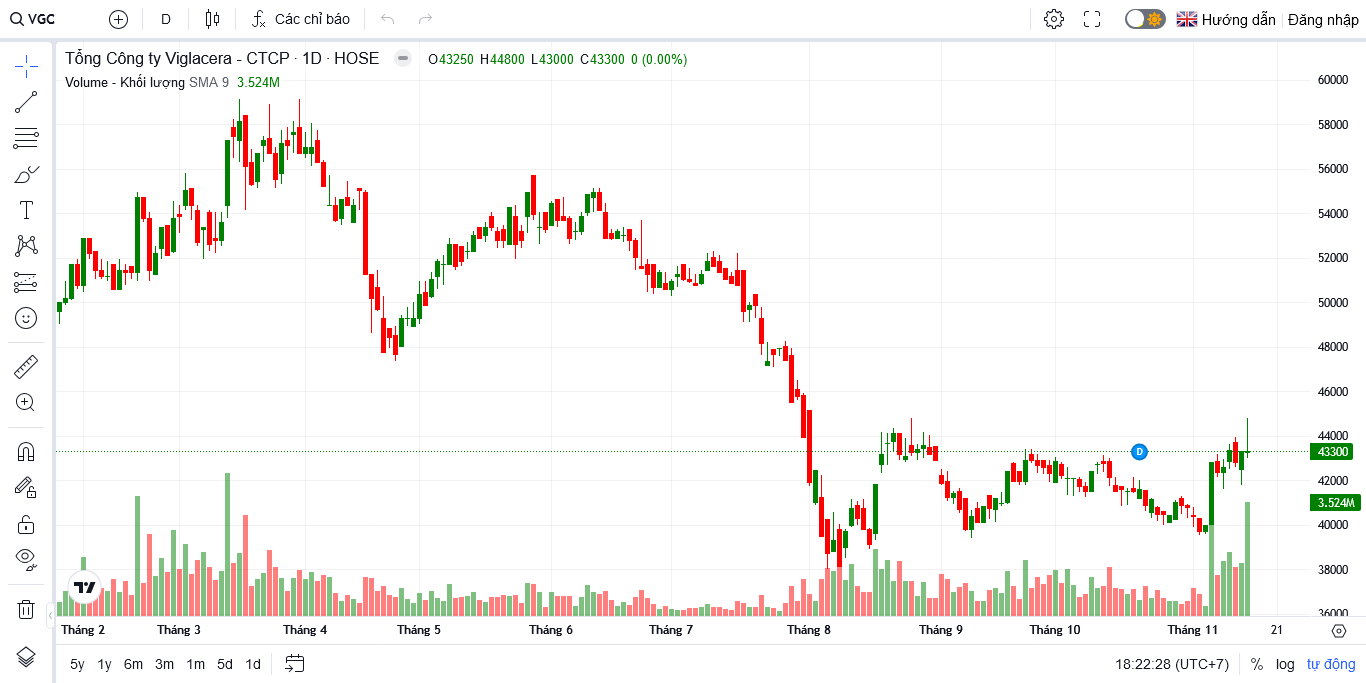 VGC D Các chỉ báo Hướng dẫn Đăng nhập
Tổng Công ty Viglacera - CTCP · 1D · HOSE O43250 H44800 L43000 C43300 0 (0.00%)
Volume - Khối lượng SMA 9 3.524M
60000
58000
56000
54000
52000
50000
48000
46000
44000
D
43300
42000
3.524M
40000
38000
36000
Tháng 2 Tháng 3 Tháng 4 Tháng 5 Tháng 6 Tháng 7 Tháng 8 Tháng 9 Tháng 10 Tháng 11 21
5y 1y 6m 3m 1m 5d 1d 18:22:28 (UTC+7) % log tự động